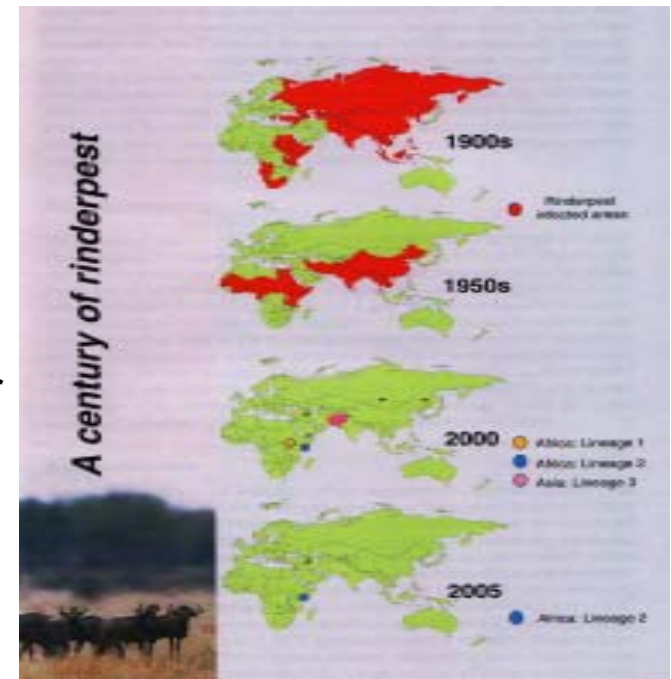 A century of rinderpest
1900s
Rinderpest
infected areas
1950s
2000
Africa: Lineage 1
Africa: Lineage 2
Asia: Lineage 3
2005
Africa: Lineage 2